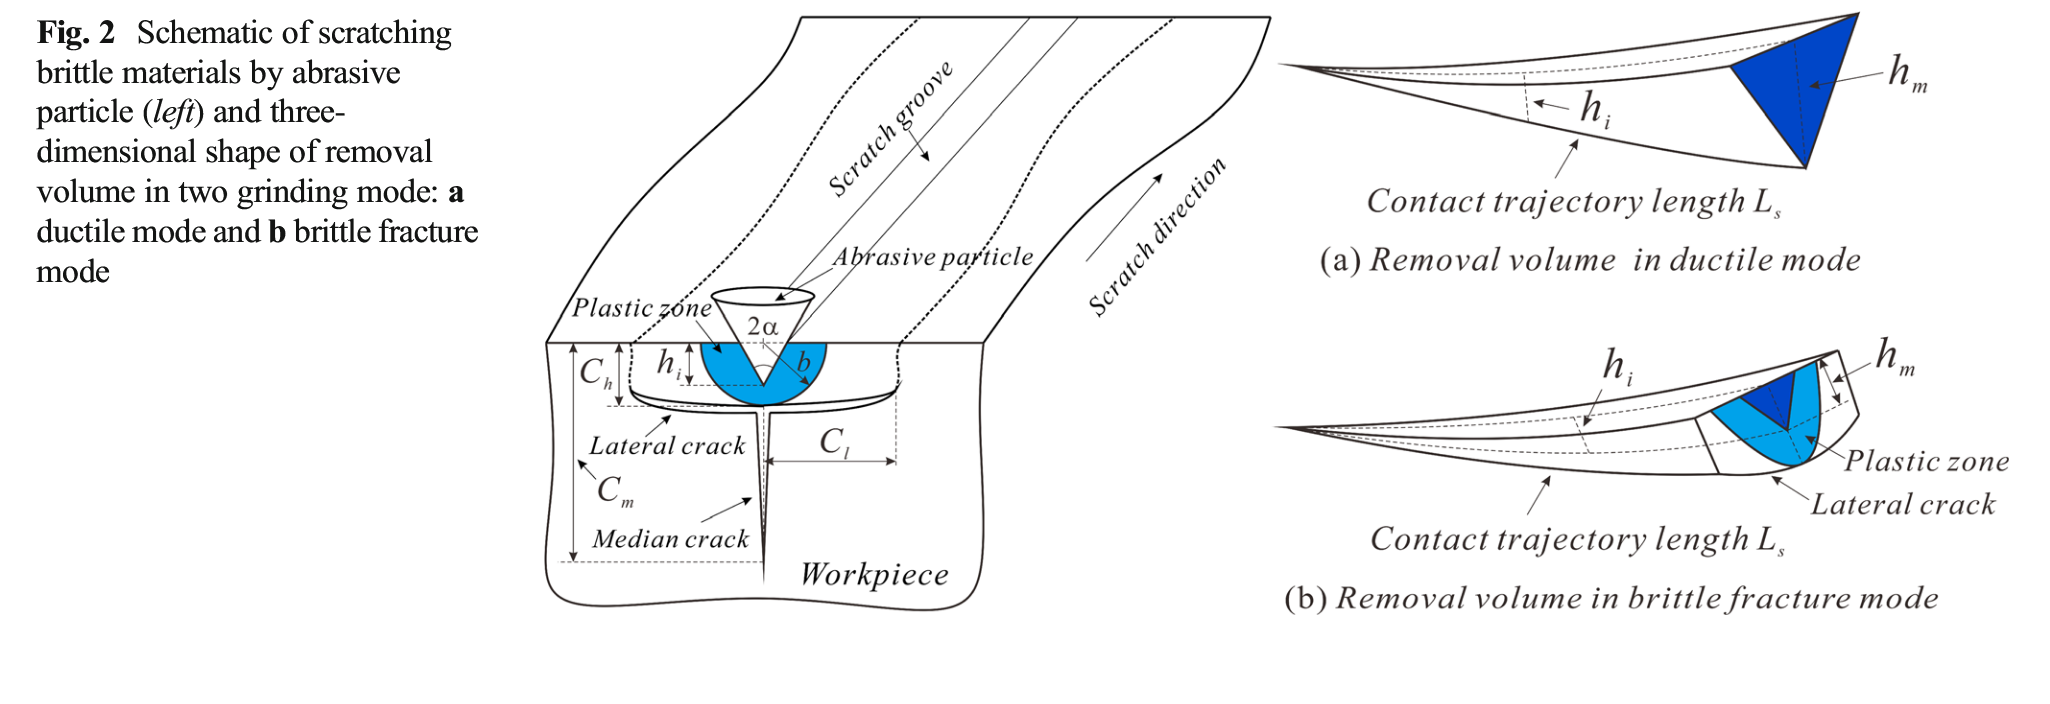 Fig. 2 Schematic of scratching
brittle materials by abrasive
particle (left) and three-
dimensional shape of removal
volume in two grinding mode: a
ductile mode and b brittle fracture
mode
Scratch groove
Scratch direction
Abrasive particle
Plastic zone
2α
C_h
h_i
b
Lateral crack
C_l
C_m
Median crack
Workpiece
h_m
h_i
Contact trajectory length L_s
(a) Removal volume in ductile mode
h_i
h_m
Plastic zone
Lateral crack
Contact trajectory length L_s
(b) Removal volume in brittle fracture mode